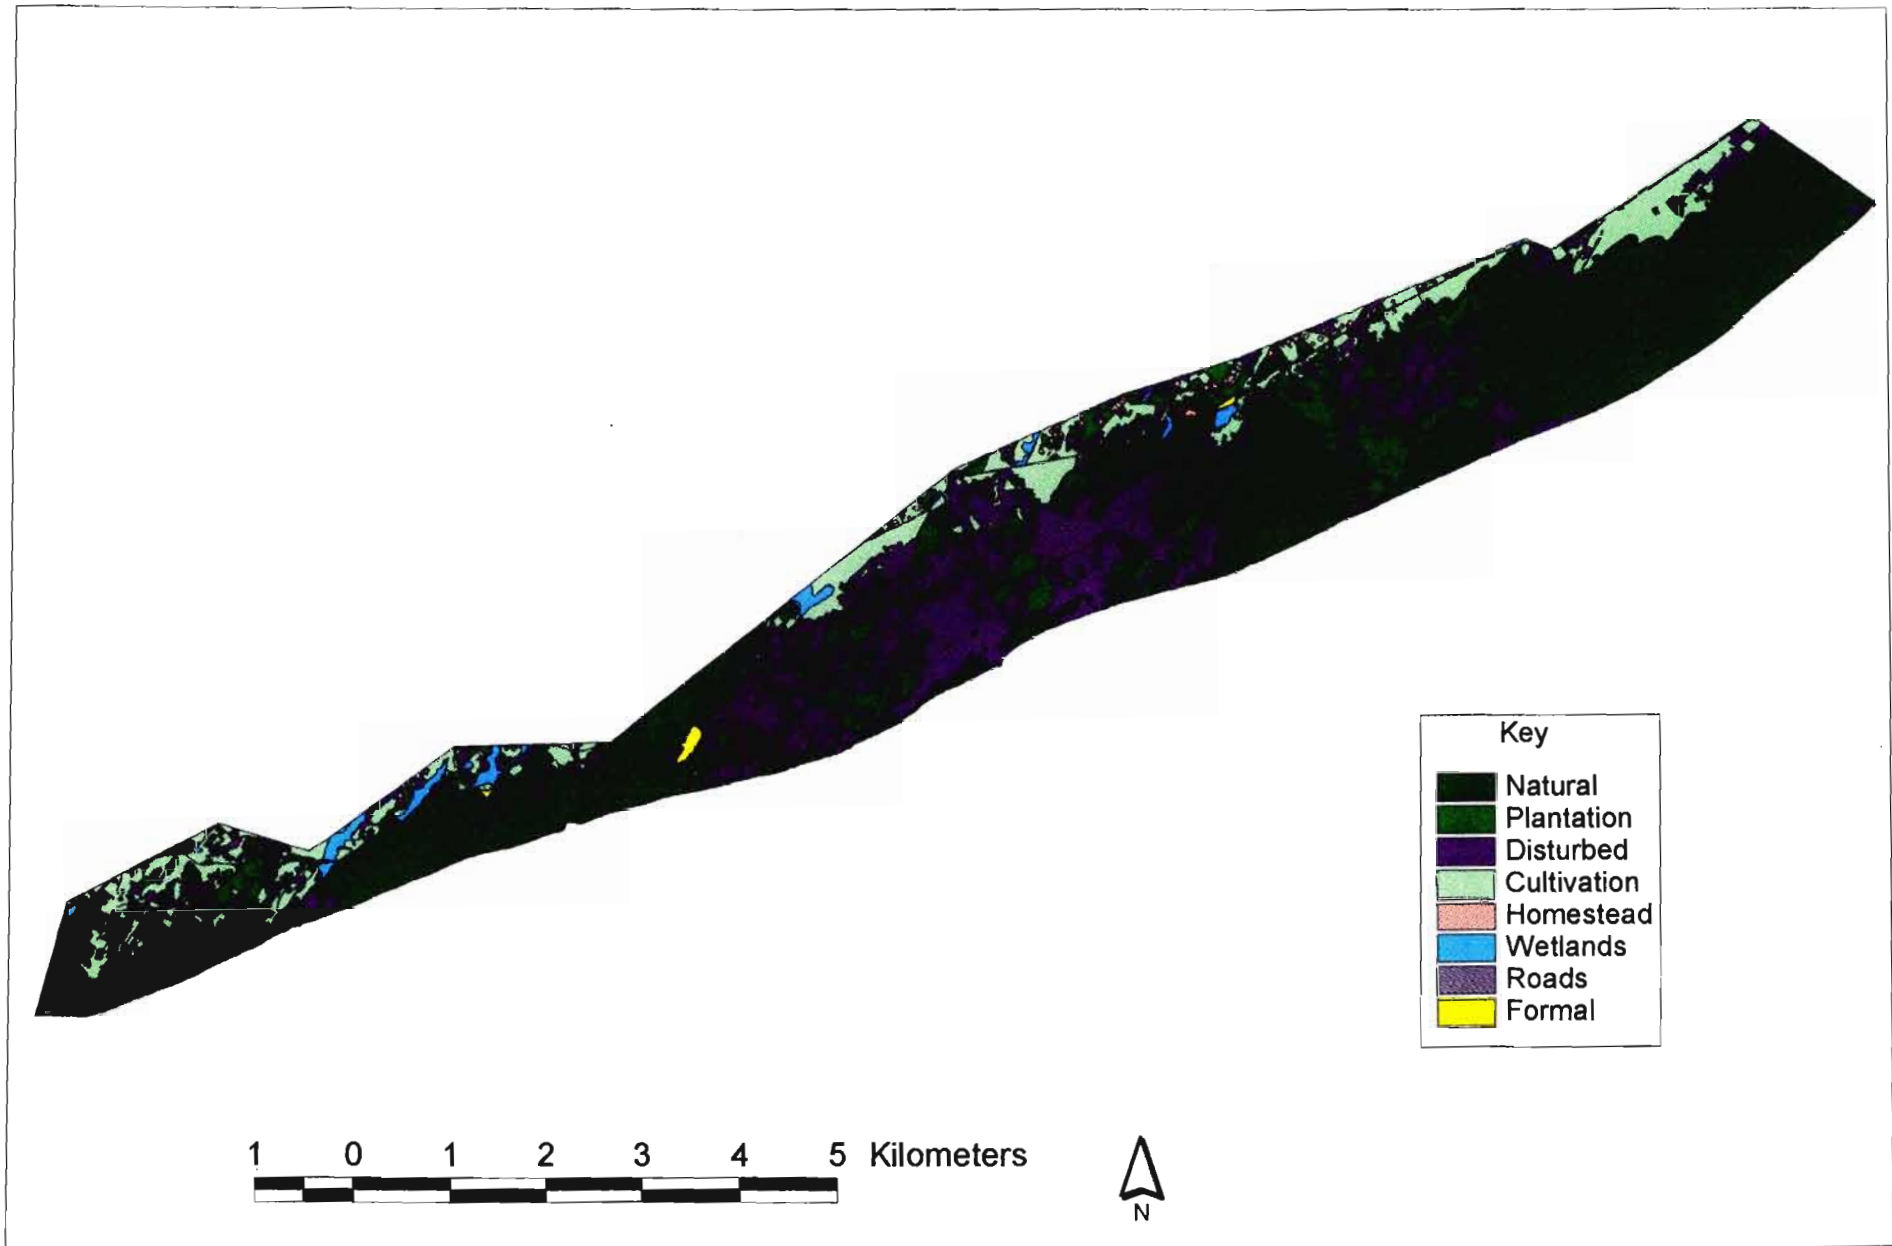 Key
Natural
Plantation
Disturbed
Cultivation
Homestead
Wetlands
Roads
Formal
1 0 1 2 3 4 5 Kilometers
N